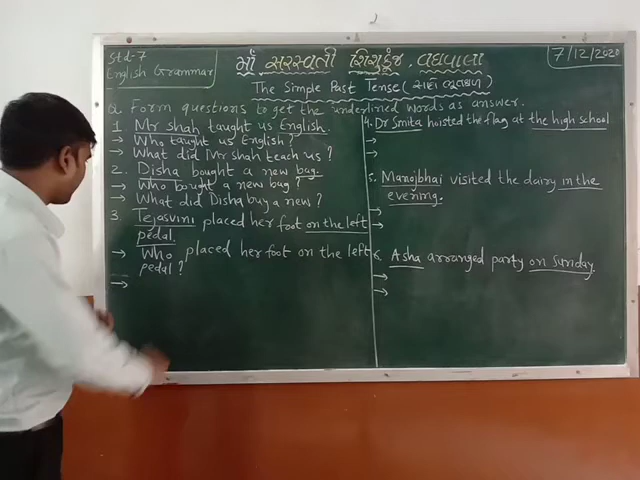 Std-7
માઁ સરસ્વતી શિશુકુંજ, વઘવાલા
7/12/2020
English Grammar
The Simple Past Tense (સાદો ભૂતકાળ)
Q. Form questions to get the underlined words as answer.
1 Mr shah taught us English.
→ Who taught us English?
→ What did Mr shah teach us?
2. Disha bought a new bag.
→ Who bought a new bag?
→ What did Disha buy a new?
3. Tejasvini placed her foot on the left
pedal.
→ Who placed her foot on the left
pedal?
→
4. Dr Smita hoisted the flag at the high school
→
→
5. Manojbhai visited the dairy in the
evening.
→
→
6. Asha arranged party on Sunday.
→
→